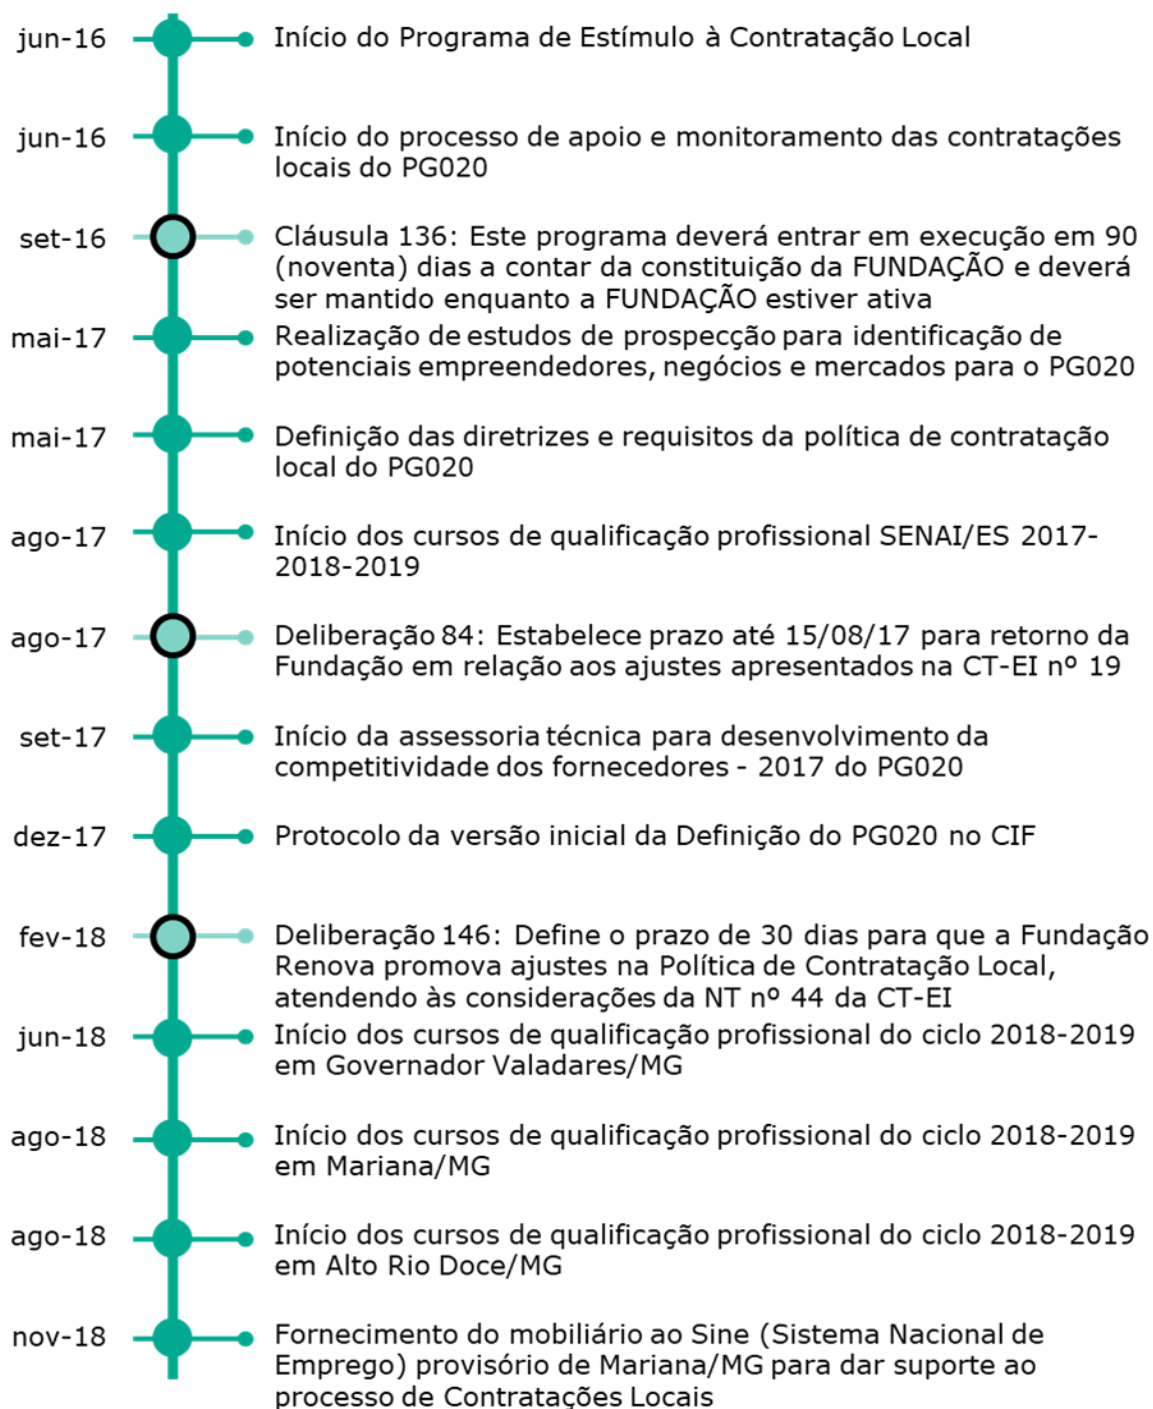 jun-16 Início do Programa de Estímulo à Contratação Local
jun-16 Início do processo de apoio e monitoramento das contratações
locais do PG020
set-16 Cláusula 136: Este programa deverá entrar em execução em 90
(noventa) dias a contar da constituição da FUNDAÇÃO e deverá
ser mantido enquanto a FUNDAÇÃO estiver ativa
mai-17 Realização de estudos de prospecção para identificação de
potenciais empreendedores, negócios e mercados para o PG020
mai-17 Definição das diretrizes e requisitos da política de contratação
local do PG020
ago-17 Início dos cursos de qualificação profissional SENAI/ES 2017-
2018-2019
ago-17 Deliberação 84: Estabelece prazo até 15/08/17 para retorno da
Fundação em relação aos ajustes apresentados na CT-EI nº 19
set-17 Início da assessoria técnica para desenvolvimento da
competitividade dos fornecedores - 2017 do PG020
dez-17 Protocolo da versão inicial da Definição do PG020 no CIF
fev-18 Deliberação 146: Define o prazo de 30 dias para que a Fundação
Renova promova ajustes na Política de Contratação Local,
atendendo às considerações da NT nº 44 da CT-EI
jun-18 Início dos cursos de qualificação profissional do ciclo 2018-2019
em Governador Valadares/MG
ago-18 Início dos cursos de qualificação profissional do ciclo 2018-2019
em Mariana/MG
ago-18 Início dos cursos de qualificação profissional do ciclo 2018-2019
em Alto Rio Doce/MG
nov-18 Fornecimento do mobiliário ao Sine (Sistema Nacional de
Emprego) provisório de Mariana/MG para dar suporte ao
processo de Contratações Locais